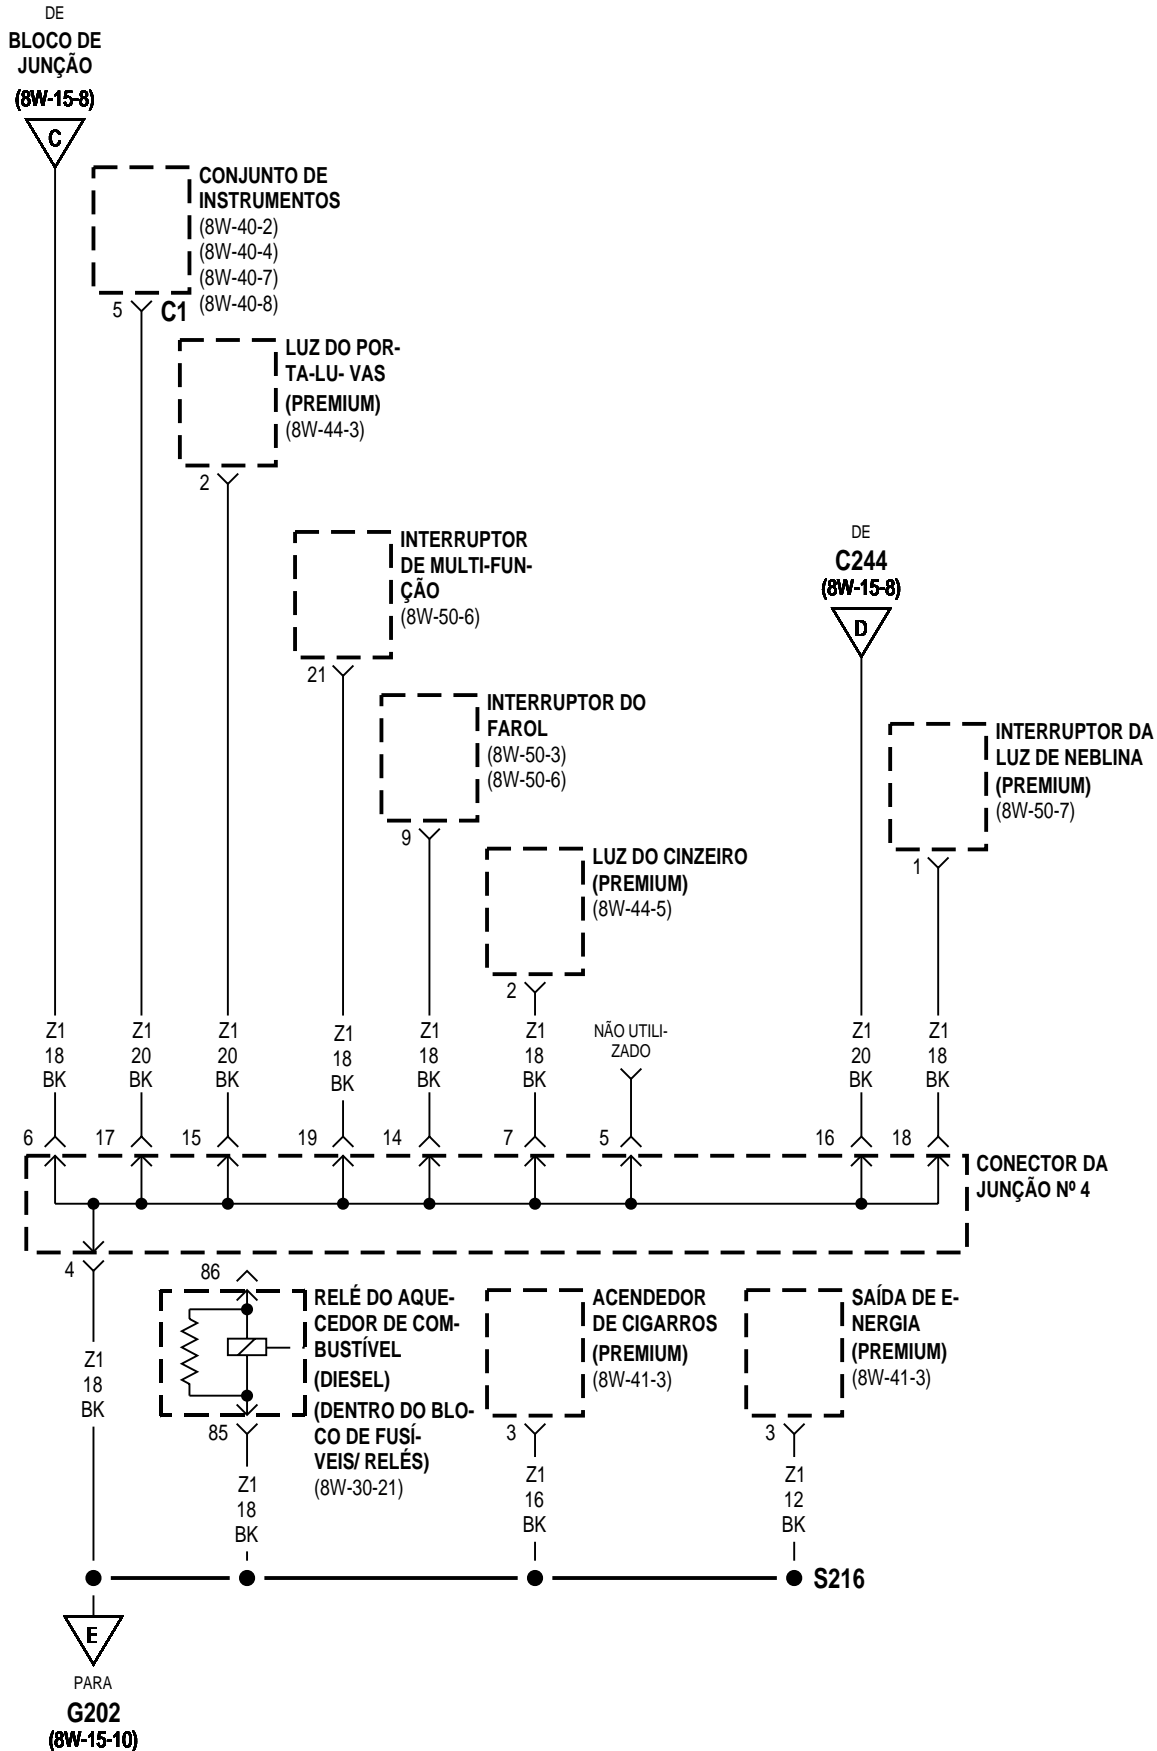 DE
BLOCO DE
JUNÇÃO
(8W-15-8)
C
CONJUNTO DE
INSTRUMENTOS
(8W-40-2)
(8W-40-4)
(8W-40-7)
(8W-40-8)
5
C1
LUZ DO POR-
TA-LU- VAS
(PREMIUM)
(8W-44-3)
2
INTERRUPTOR
DE MULTI-FUN-
ÇÃO
(8W-50-6)
21
DE
C244
(8W-15-8)
D
INTERRUPTOR DO
FAROL
(8W-50-3)
(8W-50-6)
9
INTERRUPTOR DA
LUZ DE NEBLINA
(PREMIUM)
(8W-50-7)
1
LUZ DO CINZEIRO
(PREMIUM)
(8W-44-5)
2
Z1
18
BK
Z1
20
BK
Z1
20
BK
Z1
18
BK
Z1
18
BK
Z1
18
BK
NÃO UTILI-
ZADO
Z1
20
BK
Z1
18
BK
6 17 15 19 14 7 5 16 18
CONECTOR DA
JUNÇÃO Nº 4
4
86
RELÉ DO AQUE-
CEDOR DE COM-
BUSTÍVEL
(DIESEL)
(DENTRO DO BLO-
CO DE FUSÍ-
VEIS/ RELÉS)
(8W-30-21)
85
ACENDEDOR
DE CIGARROS
(PREMIUM)
(8W-41-3)
3
SAÍDA DE E-
NERGIA
(PREMIUM)
(8W-41-3)
3
Z1
18
BK
Z1
18
BK
Z1
16
BK
Z1
12
BK
S216
E
PARA
G202
(8W-15-10)